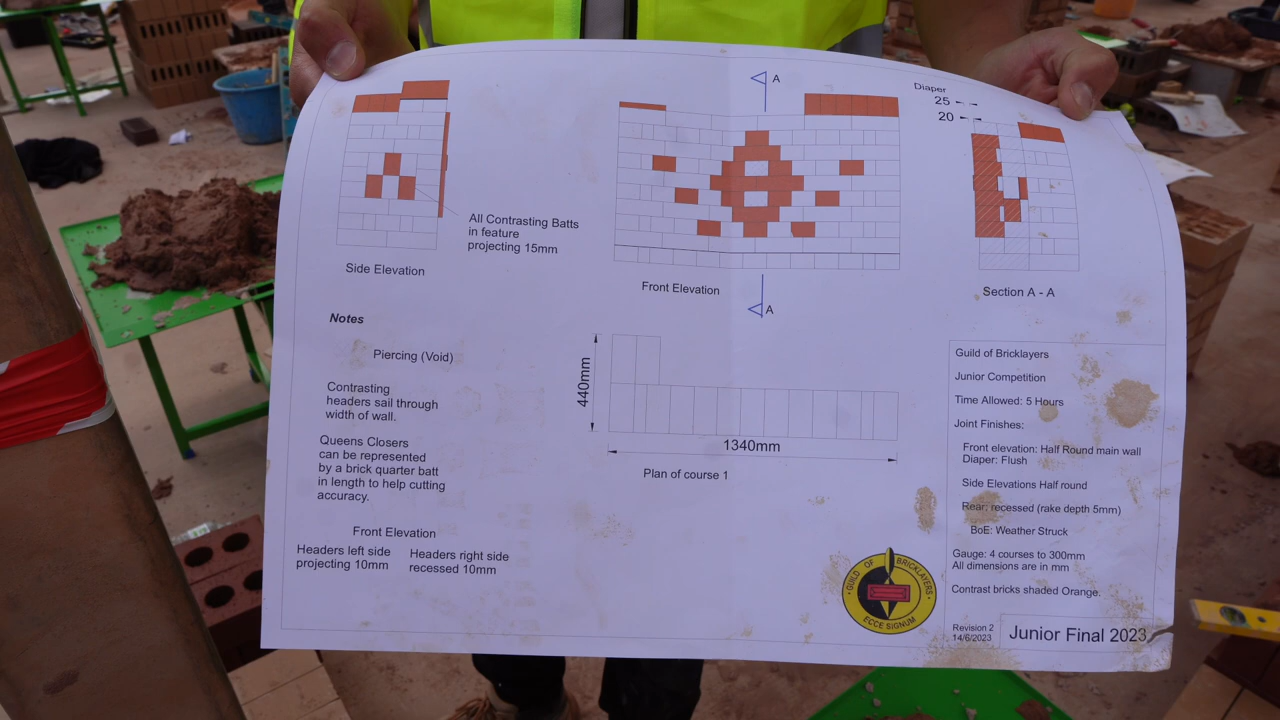 A
Diaper
25
20
All Contrasting Batts
in feature
projecting 15mm
Side Elevation
Front Elevation
A
Section A - A
Notes
Piercing (Void)
Contrasting
headers sail through
width of wall.
Queens Closers
can be represented
by a brick quarter batt
in length to help cutting
accuracy.
Front Elevation
Headers left side
projecting 10mm
Headers right side
recessed 10mm
440mm
1340mm
Plan of course 1
Guild of Bricklayers
Junior Competition
Time Allowed: 5 Hours
Joint Finishes:
Front elevation: Half Round main wall
Diaper: Flush
Side Elevations Half round
Rear: recessed (rake depth 5mm)
BoE: Weather Struck
Gauge: 4 courses to 300mm
All dimensions are in mm
Contrast bricks shaded Orange.
GUILD OF BRICKLAYERS
ECCE SIGNUM
Revision 2
14/6/2023
Junior Final 2023